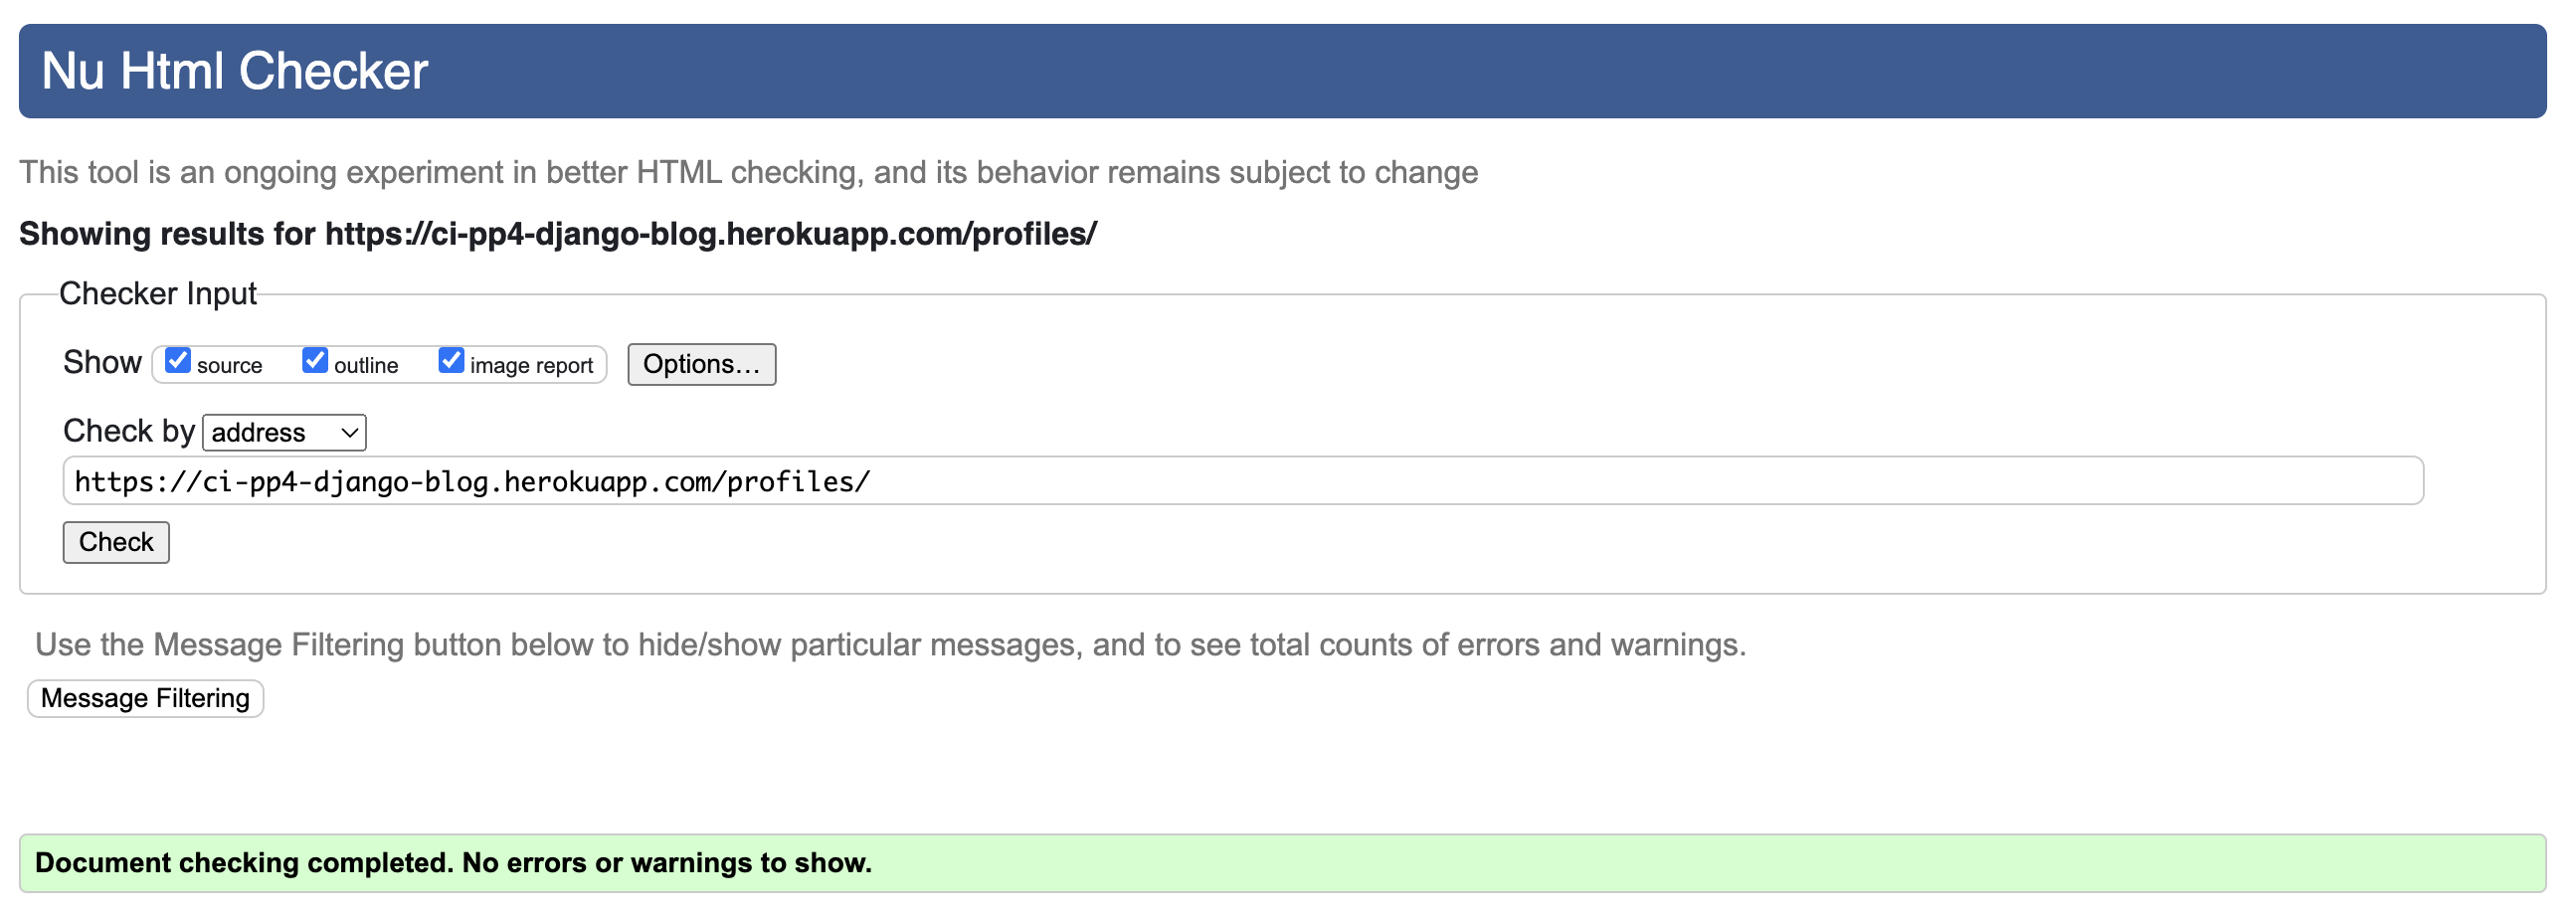 Nu Html Checker
This tool is an ongoing experiment in better HTML checking, and its behavior remains subject to change
Showing results for https://ci-pp4-django-blog.herokuapp.com/profiles/
Checker Input
Show source outline image report Options...
Check by address
https://ci-pp4-django-blog.herokuapp.com/profiles/
Check
Use the Message Filtering button below to hide/show particular messages, and to see total counts of errors and warnings.
Message Filtering
Document checking completed. No errors or warnings to show.